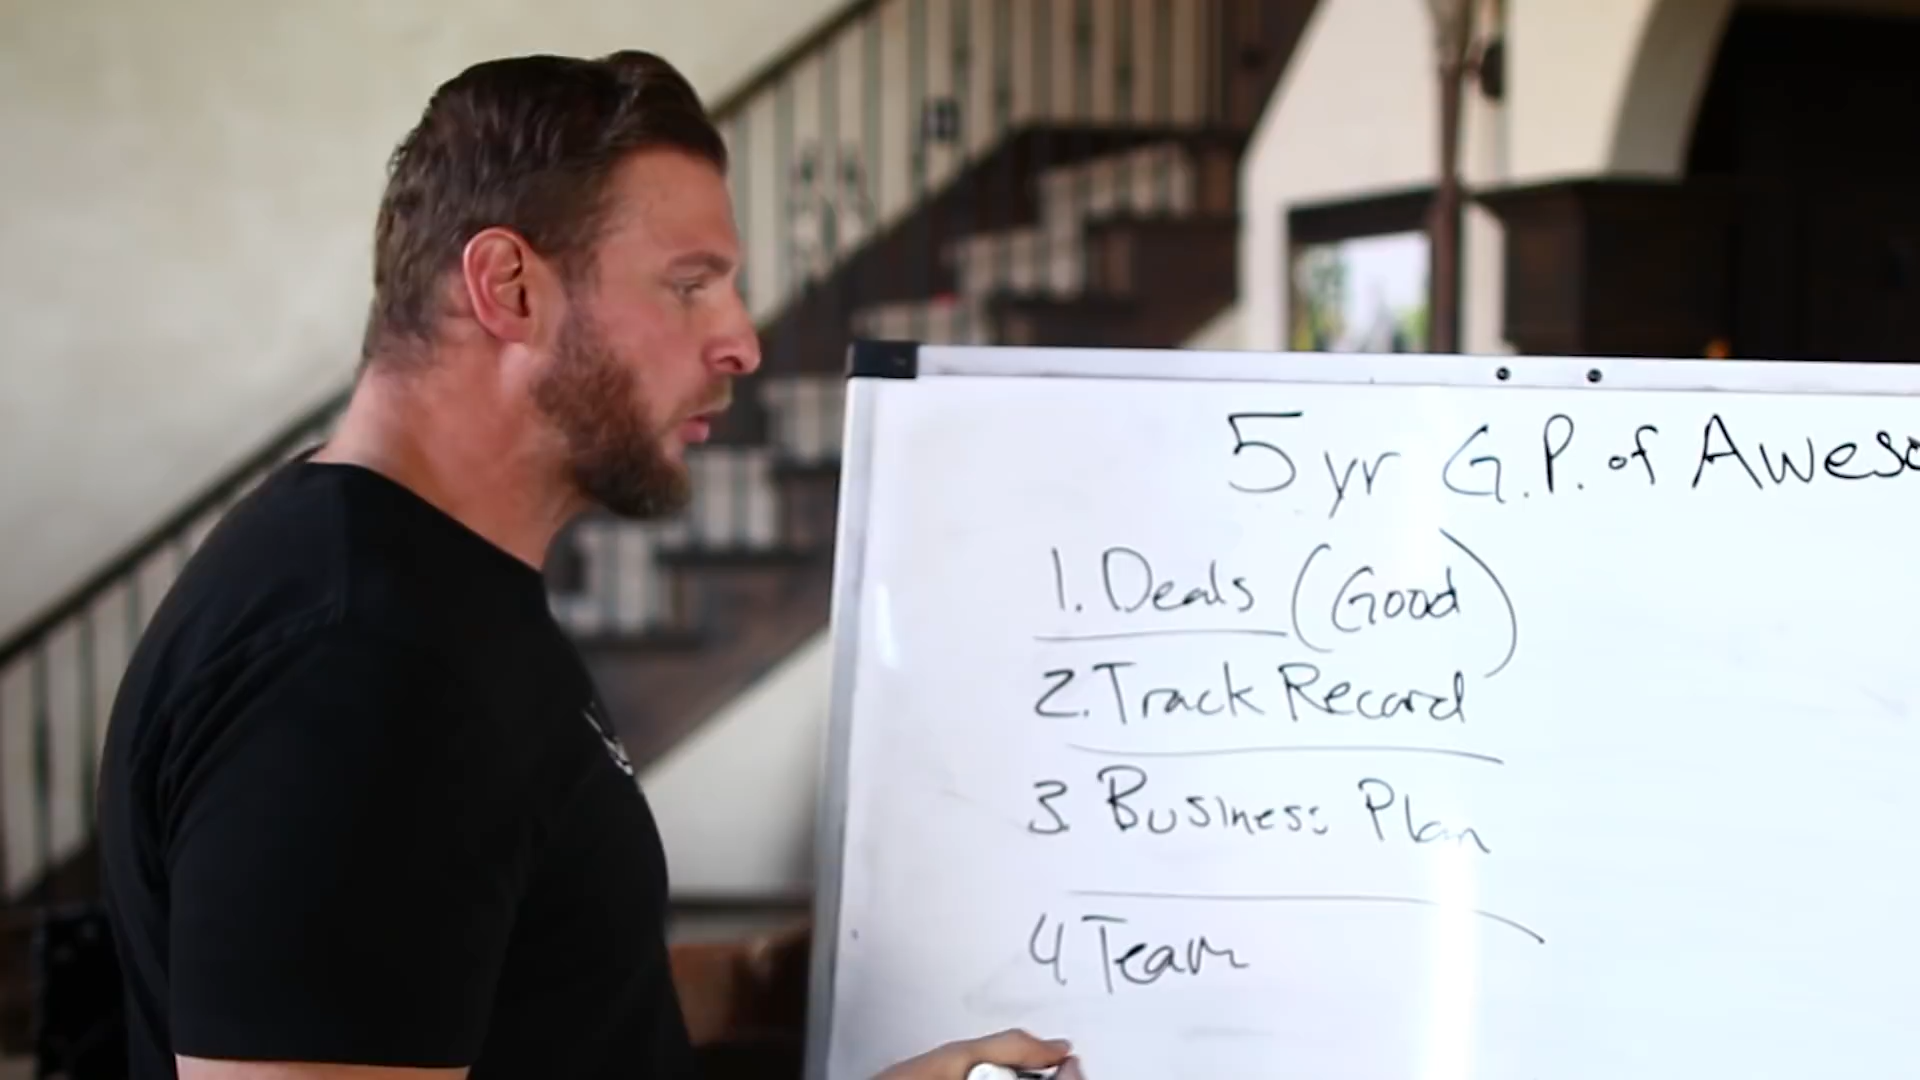 5 yr G.P. of Aweso
1. Deals (Good)
2. Track Record
3 Business Plan
4 Team